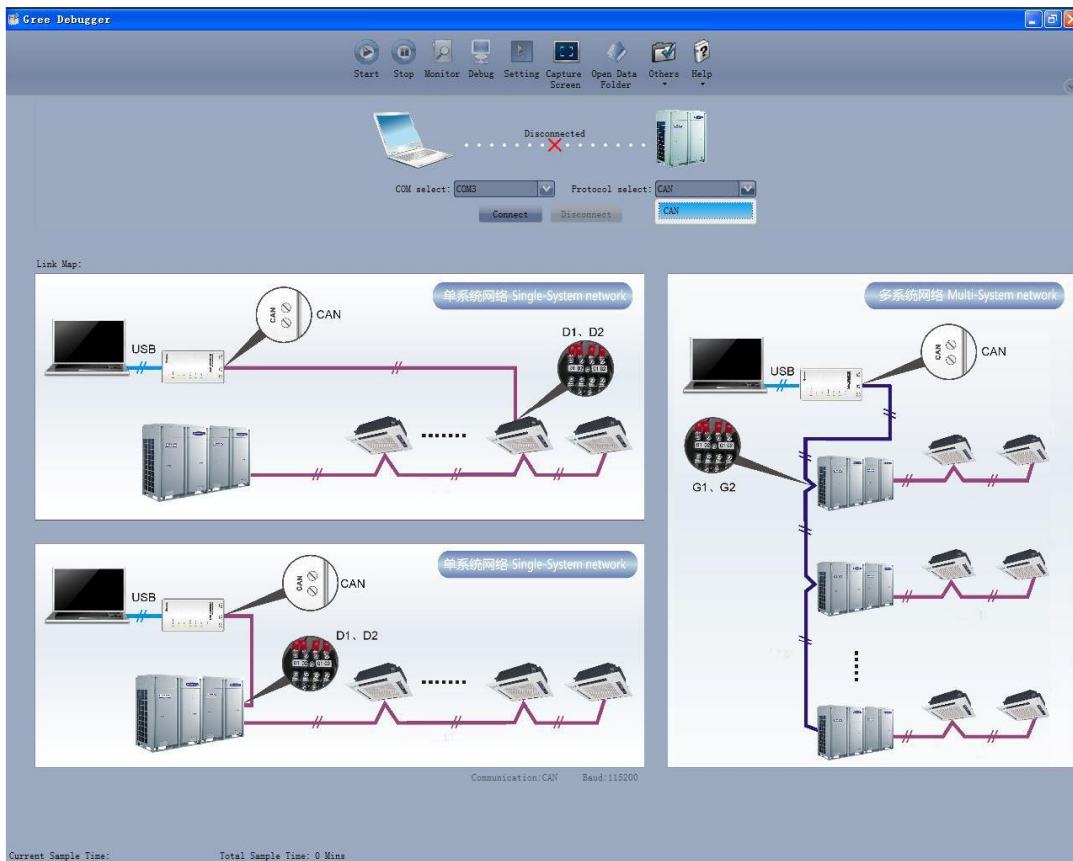 Gree Debugger
Start Stop Monitor Debug Setting Capture Screen Open Data Folder Others Help
Disconnected
COM select: COM3 Protocol select: CAN
Connect Disconnect CAN
Link Map:
单系统网络 Single-System network
CAN
CAN
USB
D1、D2
单系统网络 Single-System network
CAN
CAN
USB
D1、D2
多系统网络 Multi-System network
CAN
CAN
USB
G1、G2
Communication:CAN Baud:115200
Current Sample Time: Total Sample Time: 0 Mins